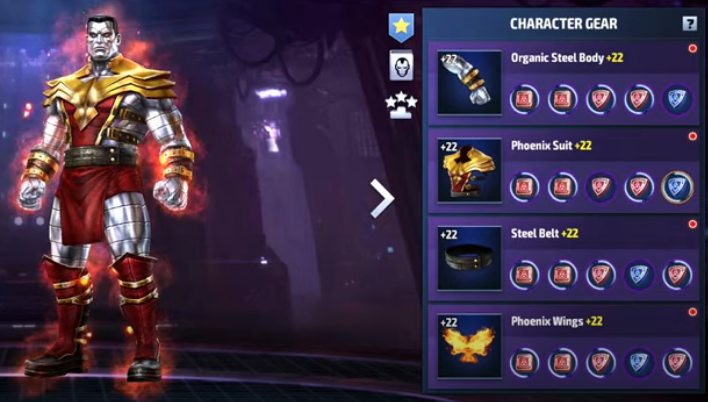 CHARACTER GEAR
?
+22
Organic Steel Body +22
+22
Phoenix Suit +22
+22
Steel Belt +22
+22
Phoenix Wings +22